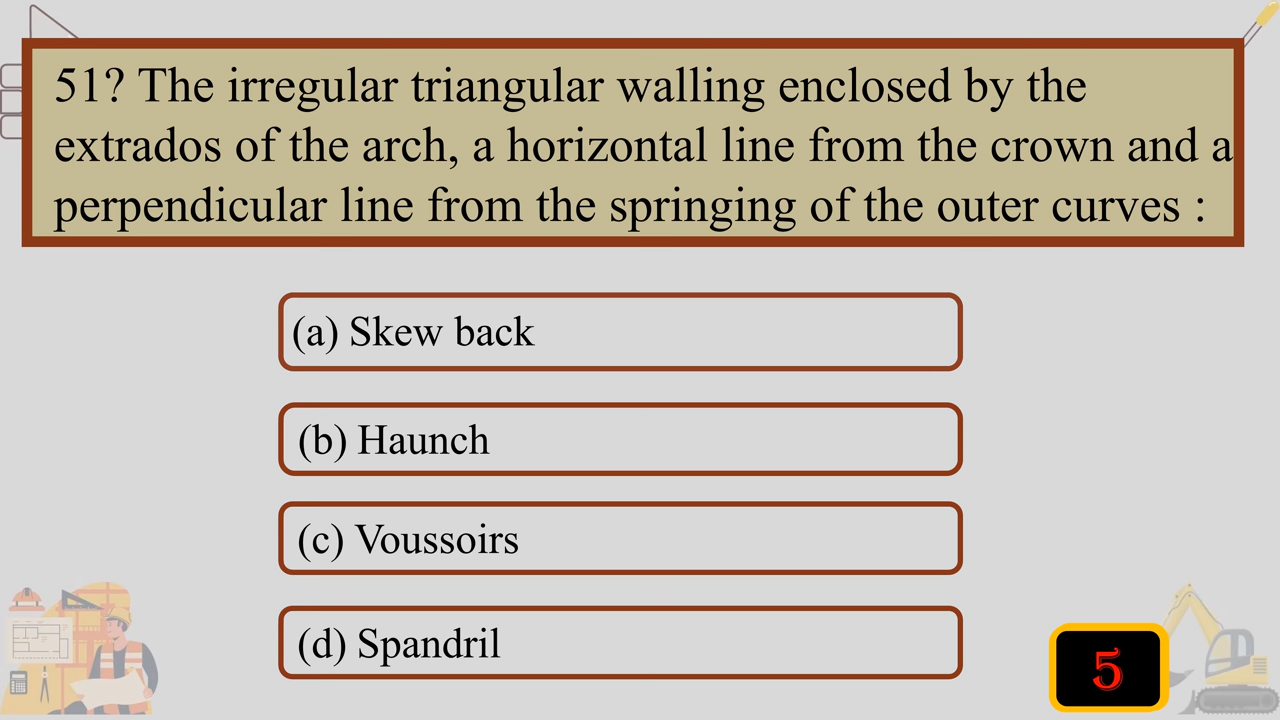 51? The irregular triangular walling enclosed by the
extrados of the arch, a horizontal line from the crown and a
perpendicular line from the springing of the outer curves :
(a) Skew back
(b) Haunch
(c) Voussoirs
(d) Spandril
5